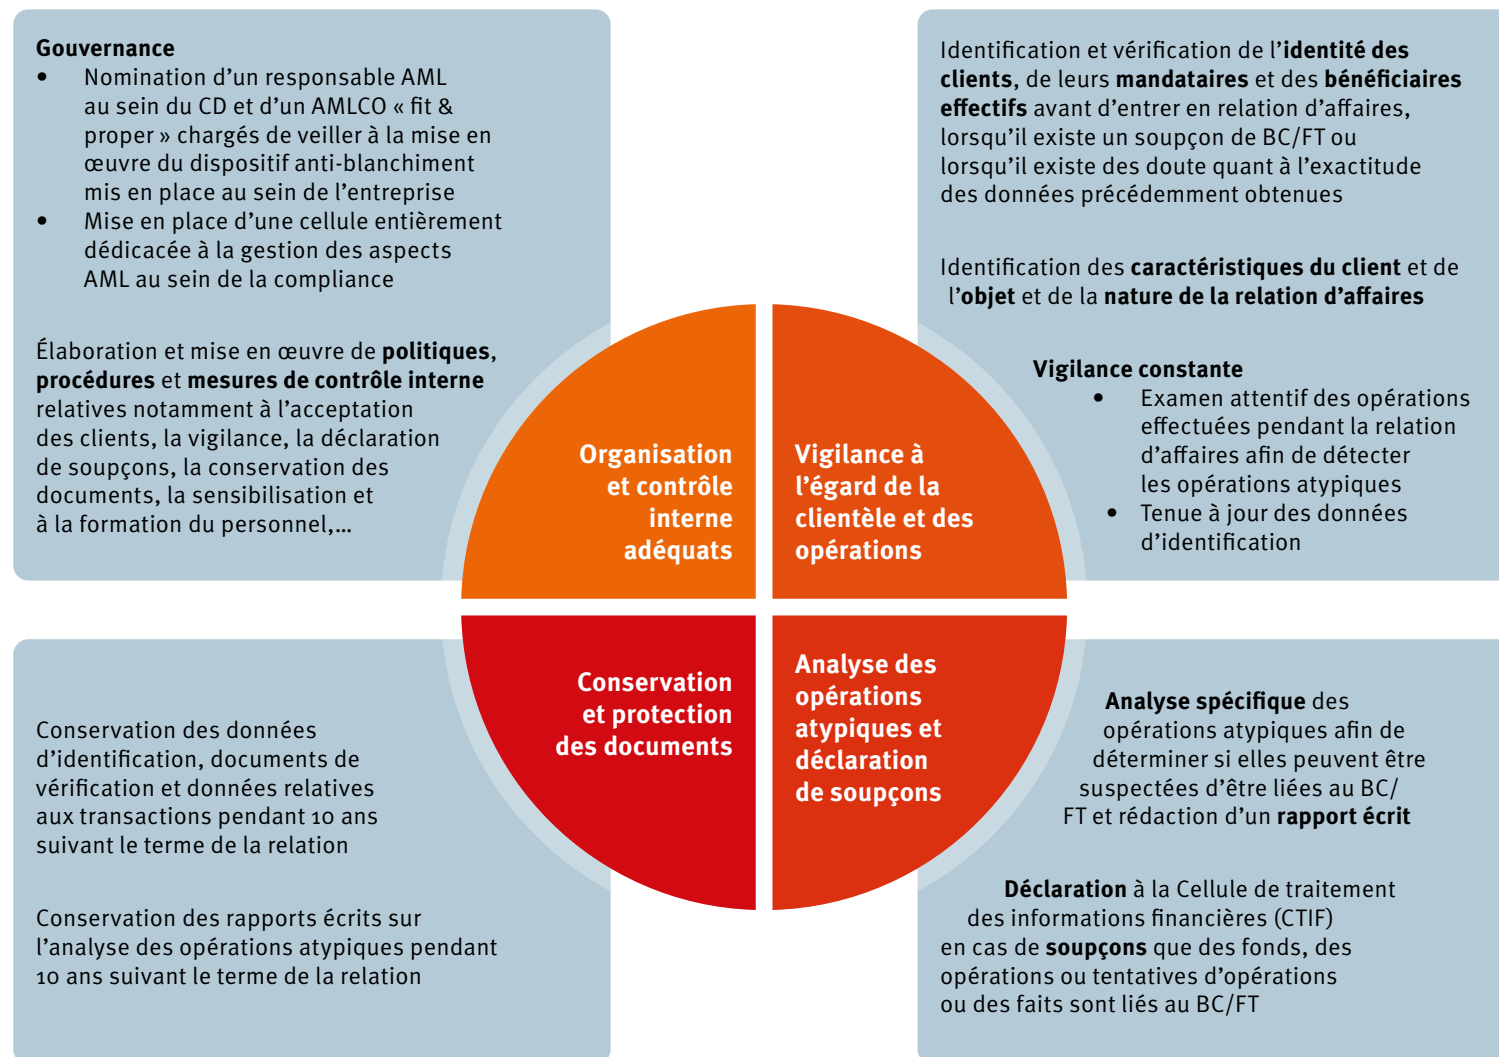 Gouvernance
• Nomination d’un responsable AML
au sein du CD et d’un AMLCO « fit &
proper » chargés de veiller à la mise en
œuvre du dispositif anti-blanchiment
mis en place au sein de l’entreprise
• Mise en place d’une cellule entièrement
dédicacée à la gestion des aspects
AML au sein de la compliance
Élaboration et mise en œuvre de politiques,
procédures et mesures de contrôle interne
relatives notamment à l’acceptation
des clients, la vigilance, la déclaration
de soupçons, la conservation des
documents, la sensibilisation et
à la formation du personnel,…
Organisation
et contrôle
interne
adéquats
Identification et vérification de l’identité des
clients, de leurs mandataires et des bénéficiaires
effectifs avant d’entrer en relation d’affaires,
lorsqu’il existe un soupçon de BC/FT ou
lorsqu’il existe des doute quant à l’exactitude
des données précédemment obtenues
Identification des caractéristiques du client et de
l’objet et de la nature de la relation d’affaires
Vigilance constante
• Examen attentif des opérations
effectuées pendant la relation
d’affaires afin de détecter
les opérations atypiques
• Tenue à jour des données
d’identification
Vigilance à
l’égard de la
clientèle et des
opérations
Conservation des données
d’identification, documents de
vérification et données relatives
aux transactions pendant 10 ans
suivant le terme de la relation
Conservation des rapports écrits sur
l’analyse des opérations atypiques pendant
10 ans suivant le terme de la relation
Conservation
et protection
des documents
Analyse des
opérations
atypiques et
déclaration
de soupçons
Analyse spécifique des
opérations atypiques afin de
déterminer si elles peuvent être
suspectées d’être liées au BC/
FT et rédaction d’un rapport écrit
Déclaration à la Cellule de traitement
des informations financières (CTIF)
en cas de soupçons que des fonds, des
opérations ou tentatives d’opérations
ou des faits sont liés au BC/FT